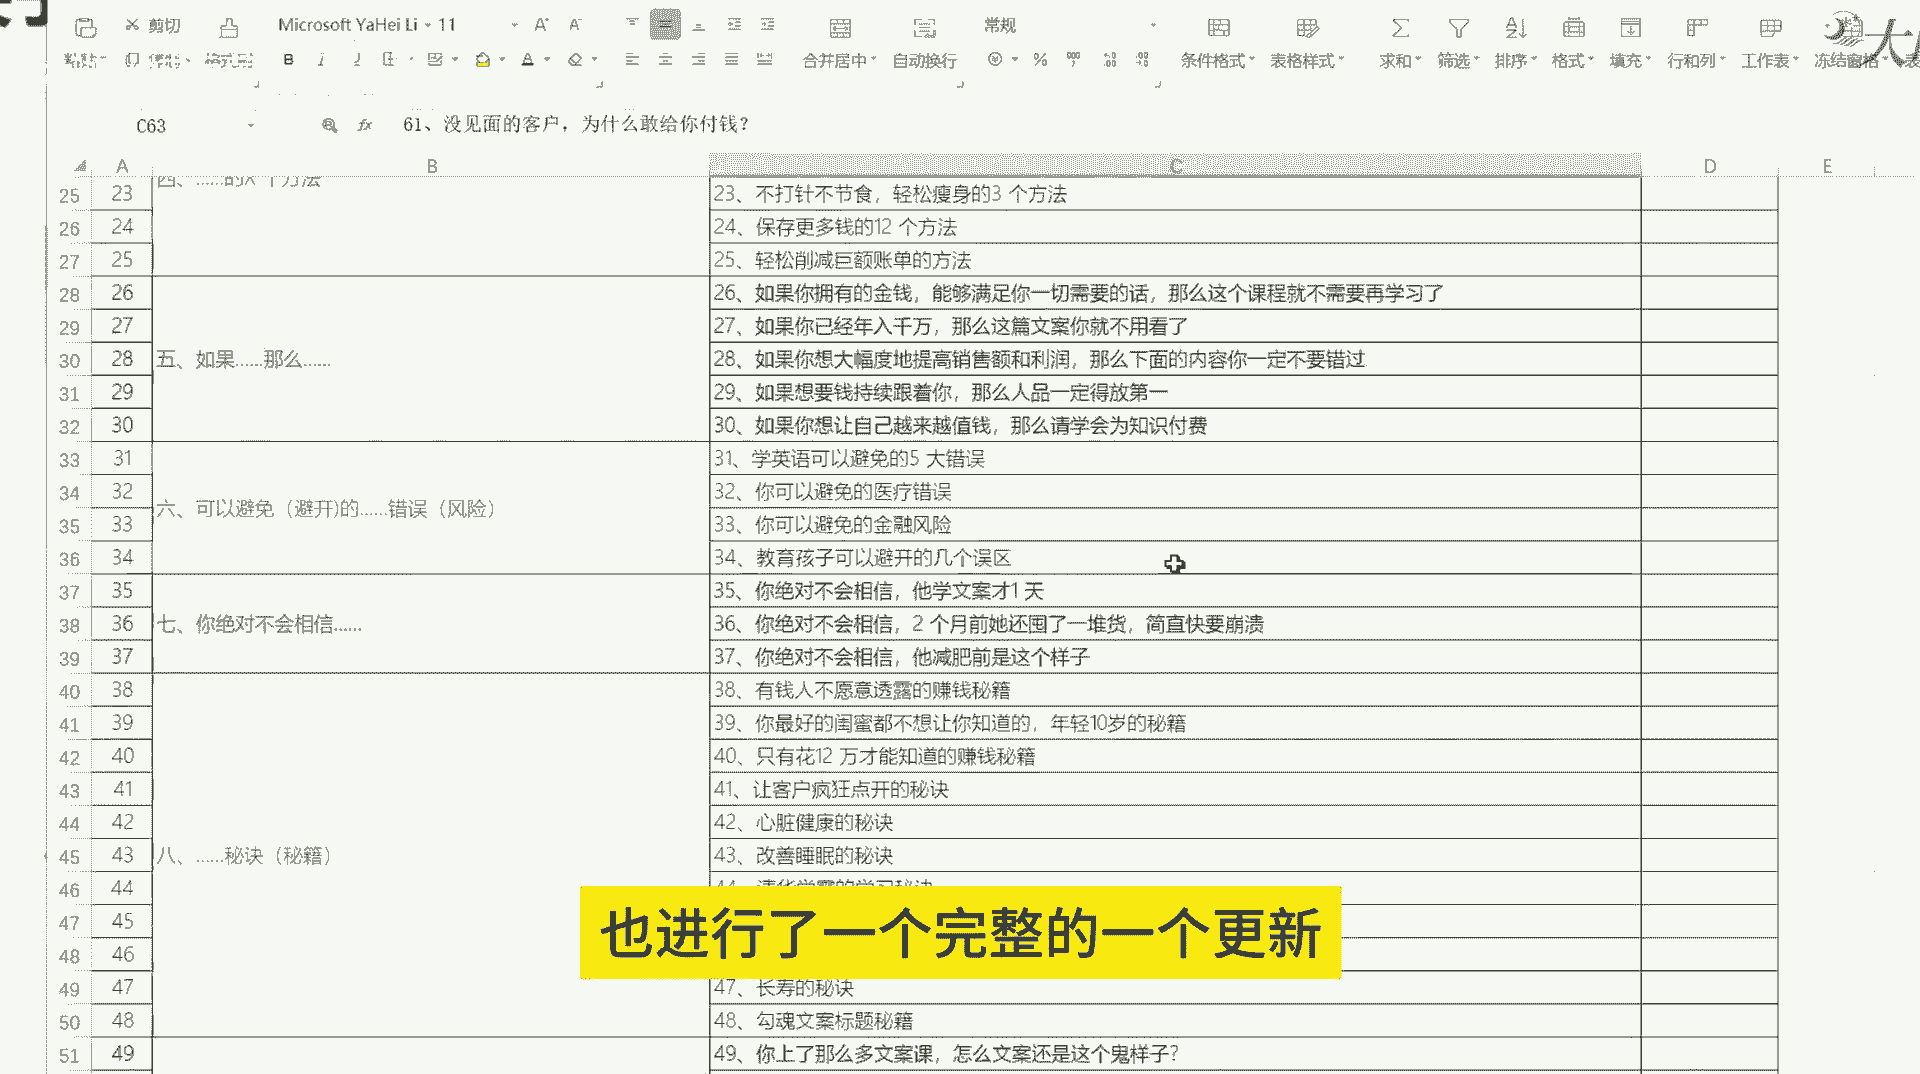 剪切
Microsoft YaHei Li 11 A⁺ A⁻ 常规
粘贴 格式刷 B I 合并居中 自动换行 % 条件格式 表格样式 求和 筛选 排序 格式 填充 行和列 工作表 冻结窗格
C63 fx 61、没见面的客户，为什么敢给你付钱？
A B C D E
25 23 四、……的X 个方法 23、不打针不节食，轻松瘦身的3 个方法
26 24 24、保存更多钱的12 个方法
27 25 25、轻松削减巨额账单的方法
28 26 26、如果你拥有的金钱，能够满足你一切需要的话，那么这个课程就不需要再学习了
29 27 27、如果你已经年入千万，那么这篇文案你就不用看了
30 28 五、如果……那么…… 28、如果你想大幅度地提高销售额和利润，那么下面的内容你一定不要错过
31 29 29、如果想要钱持续跟着你，那么人品一定得放第一
32 30 30、如果你想让自己越来越值钱，那么请学会为知识付费
33 31 31、学英语可以避免的5 大错误
34 32 六、可以避免（避开)的……错误（风险） 32、你可以避免的医疗错误
35 33 33、你可以避免的金融风险
36 34 34、教育孩子可以避开的几个误区
37 35 35、你绝对不会相信，他学文案才1 天
38 36 七、你绝对不会相信…… 36、你绝对不会相信，2 个月前她还囤了一堆货，简直快要崩溃
39 37 37、你绝对不会相信，他减肥前是这个样子
40 38 38、有钱人不愿意透露的赚钱秘籍
41 39 39、你最好的闺蜜都不想让你知道的，年轻10岁的秘籍
42 40 40、只有花12 万才能知道的赚钱秘籍
43 41 41、让客户疯狂点开的秘诀
44 42 42、心脏健康的秘诀
45 43 八、……秘诀（秘籍） 43、改善睡眠的秘诀
46 44 44、清华学霸的学习秘诀
47 45
48 46
也进行了一个完整的一个更新
49 47 47、长寿的秘诀
50 48 48、勾魂文案标题秘籍
51 49 49、你上了那么多文案课，怎么文案还是这个鬼样子？